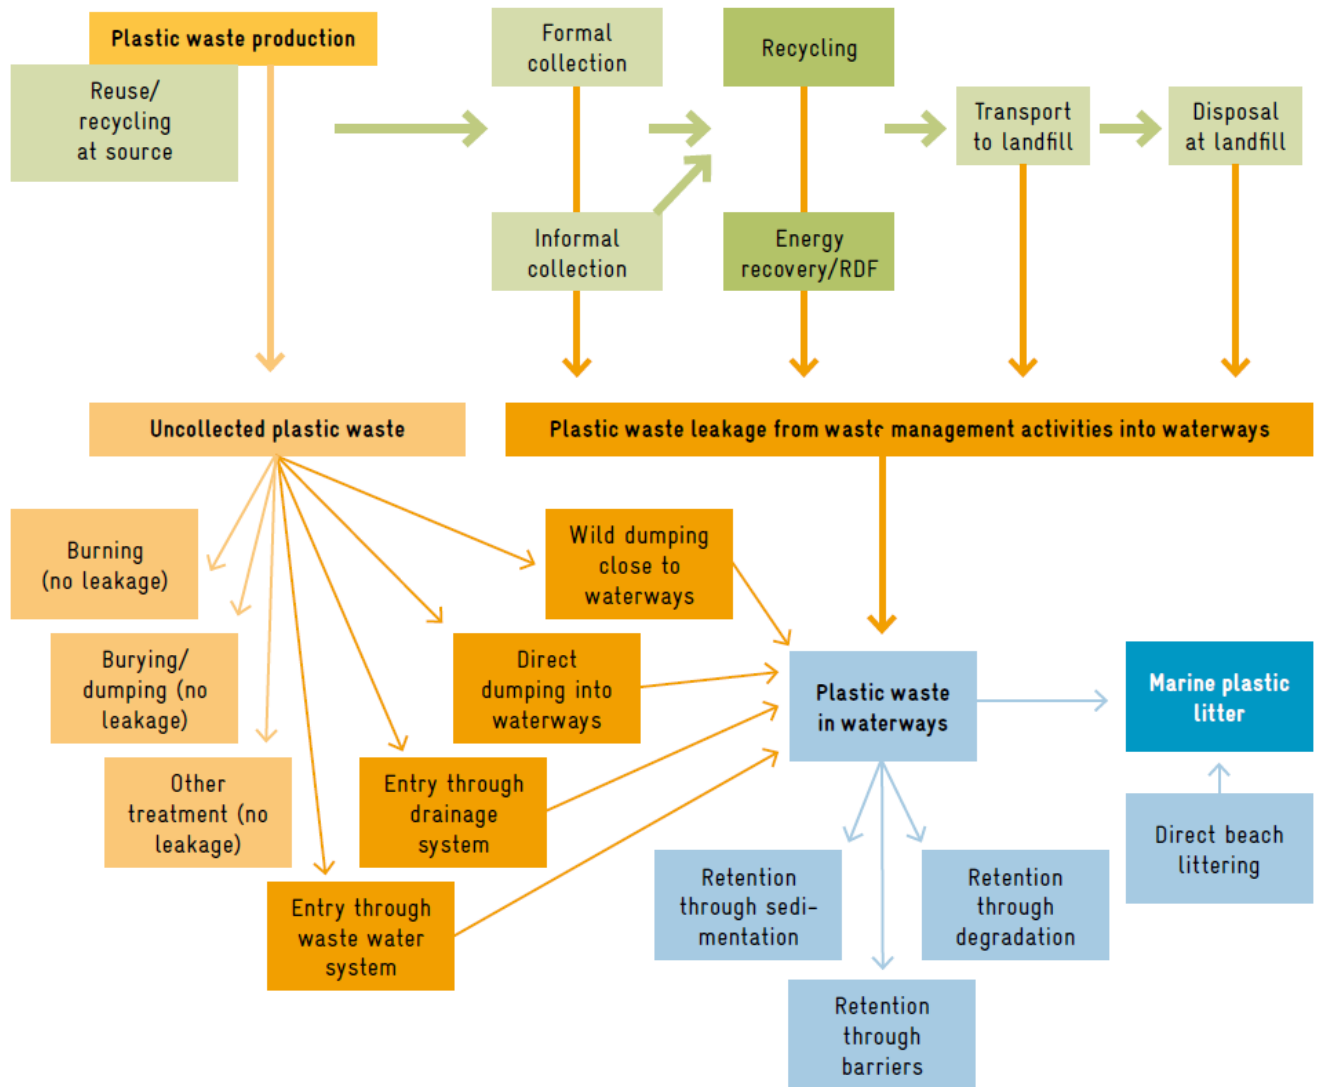 Plastic waste production
Reuse/
recycling
at source
Formal
collection
Informal
collection
Recycling
Energy
recovery/RDF
Transport
to landfill
Disposal
at landfill
Uncollected plastic waste
Plastic waste leakage from waste management activities into waterways
Burning
(no leakage)
Burying/
dumping (no
leakage)
Other
treatment (no
leakage)
Entry through
waste water
system
Entry through
drainage
system
Direct
dumping into
waterways
Wild dumping
close to
waterways
Plastic waste
in waterways
Marine plastic
litter
Direct beach
littering
Retention
through sedi-
mentation
Retention
through
barriers
Retention
through
degradation